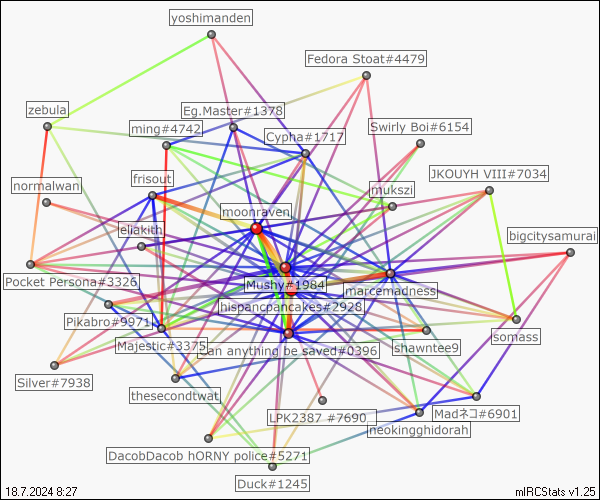 yoshimanden
Fedora Stoat#4479
zebula
Eg.Master#1378
ming#4742
Cypha#1717
Swirly Boi#6154
normalwan
frisout
mukszi
JKOUYH VIII#7034
moonraven
leliakith
bigcitysamurai
Pocket Persona#3326
Mushy#1984
marcemadness
hispancpancakes#2928
Pikabro#9971
Majestic#3375
Can anything be saved#0396
shawntee9
somass
Silver#7938
thesecondtwat
LPK2387 #7690
Madネコ#6901
neokingghidorah
DacobDacob hORNY police#5271
Duck#1245
18.7.2024 8:27
mIRCStats v1.25